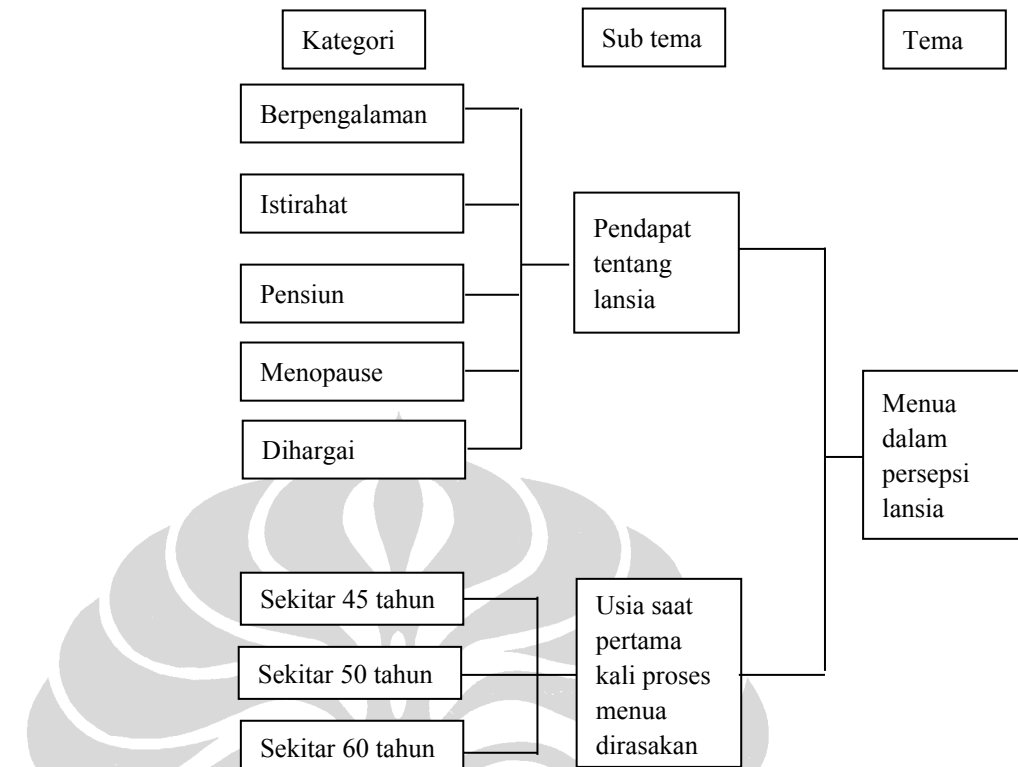 Kategori
Sub tema
Tema
Berpengalaman
Istirahat
Pensiun
Menopause
Dihargai
Pendapat
tentang
lansia
Sekitar 45 tahun
Sekitar 50 tahun
Sekitar 60 tahun
Usia saat
pertama
kali proses
menua
dirasakan
Menua
dalam
persepsi
lansia